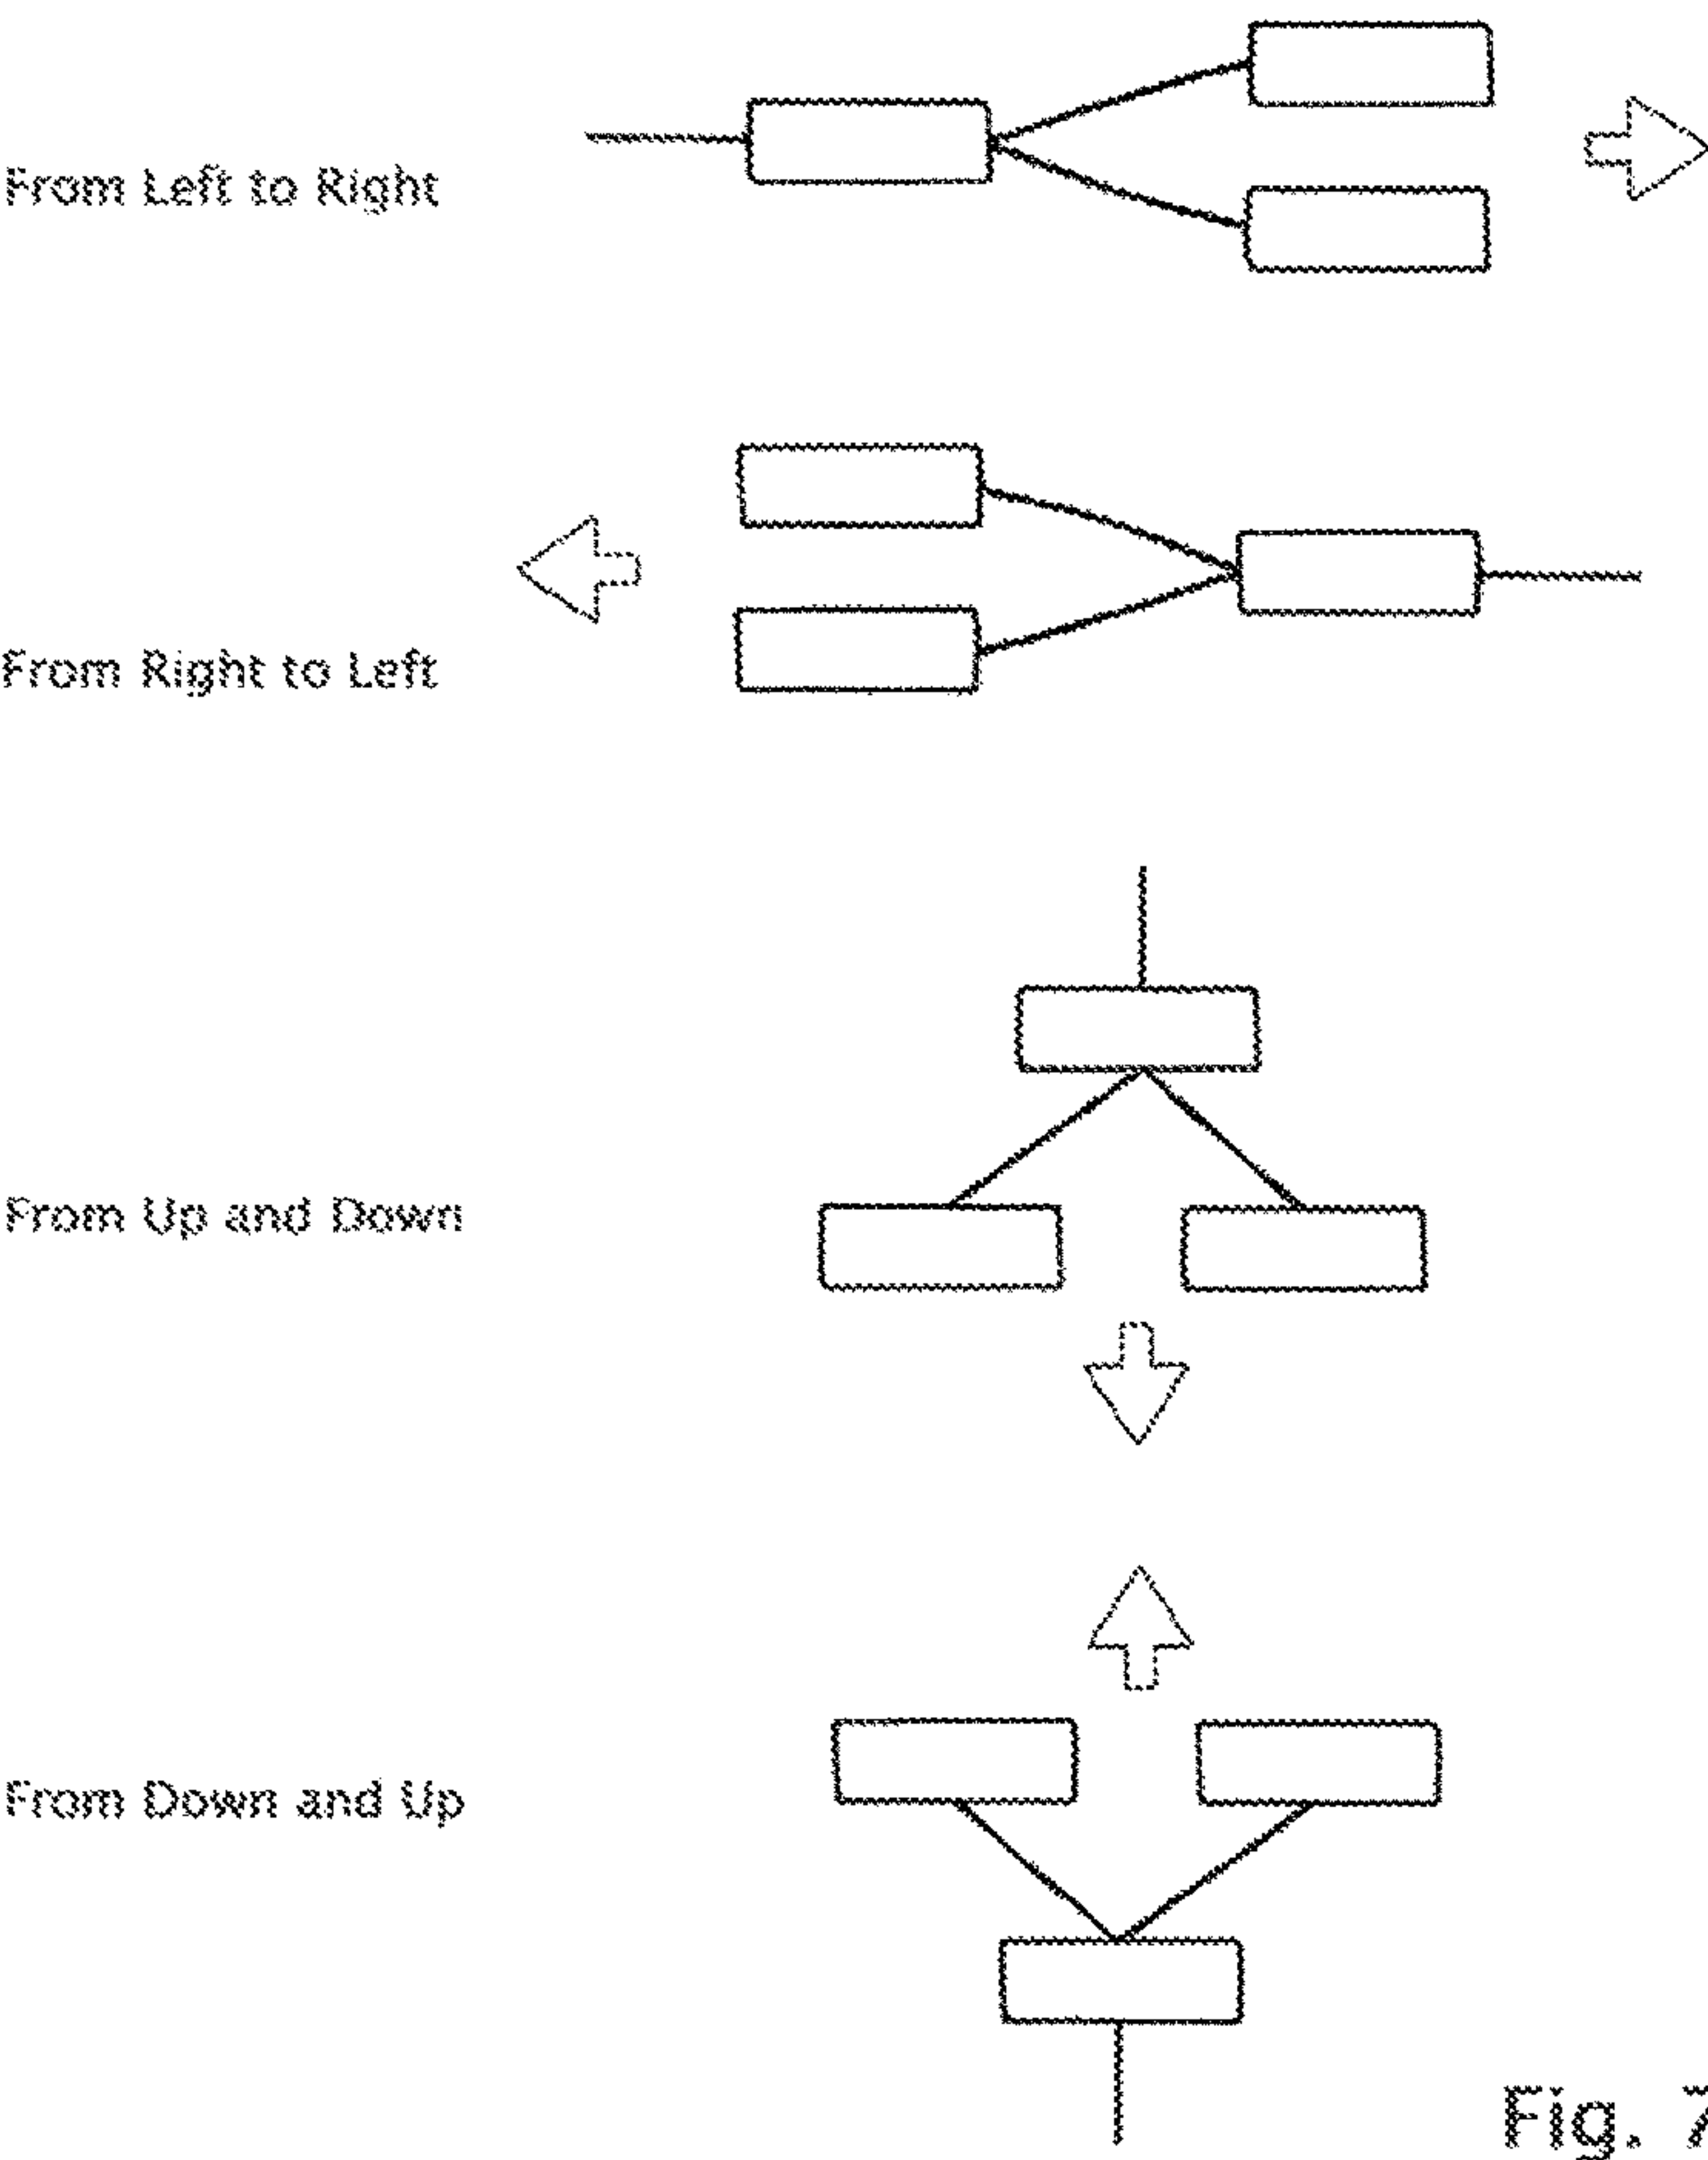 From Left to Right
From Right to Left
From Up and Down
From Down and Up
Fig. 7